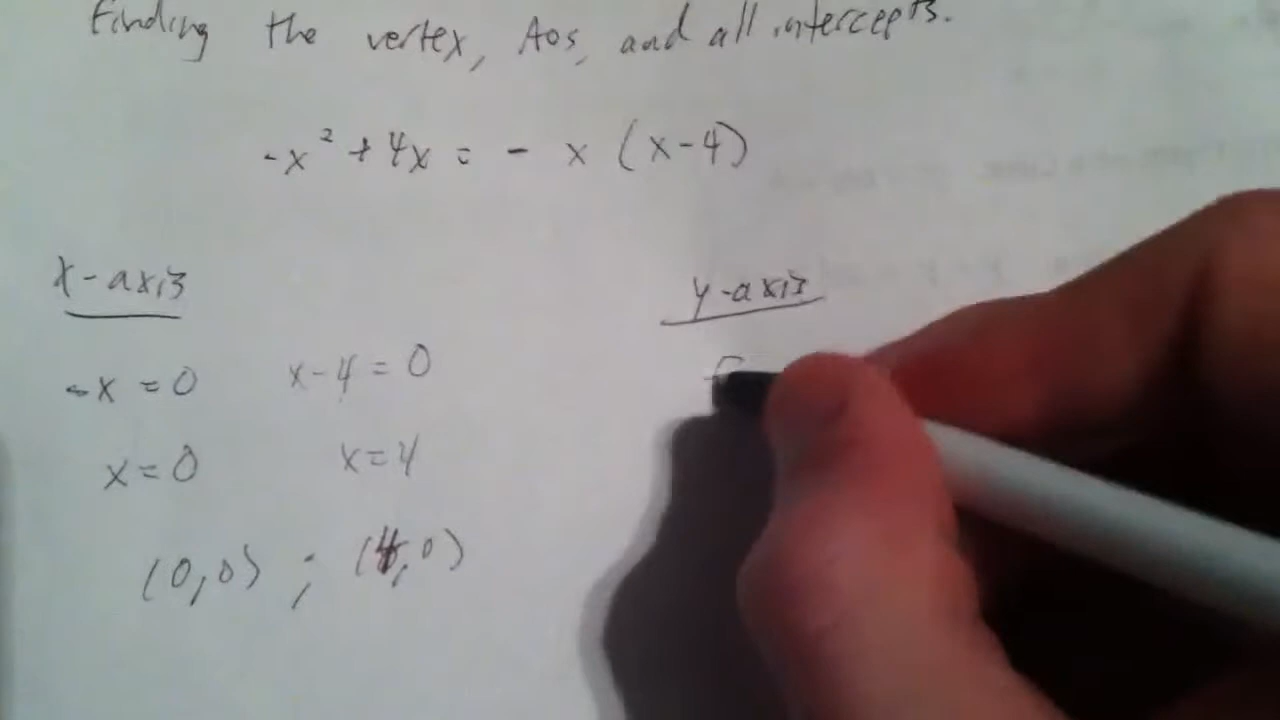 Finding the vertex, Aos, and all intercepts.
-x² + 4x = - x (x-4)
x-axis
y-axis
-x = 0 x-4 = 0
x = 0 x = 4
(0,0) ; (4,0)